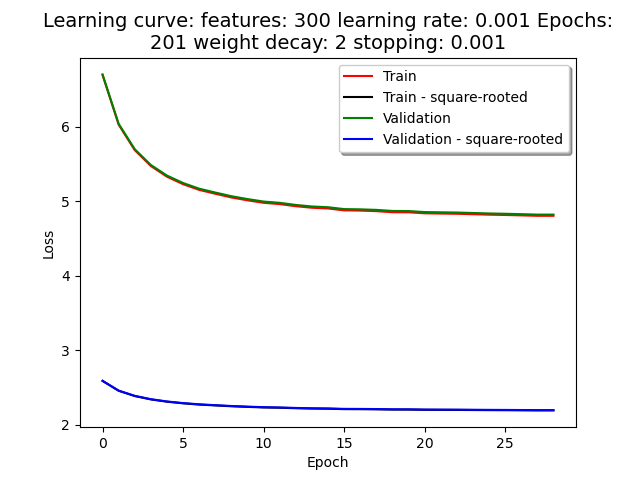 Learning curve: features: 300 learning rate: 0.001 Epochs:
201 weight decay: 2 stopping: 0.001
Train
Train - square-rooted
Validation
Validation - square-rooted
Loss
6
5
4
3
2
0 5 10 15 20 25
Epoch